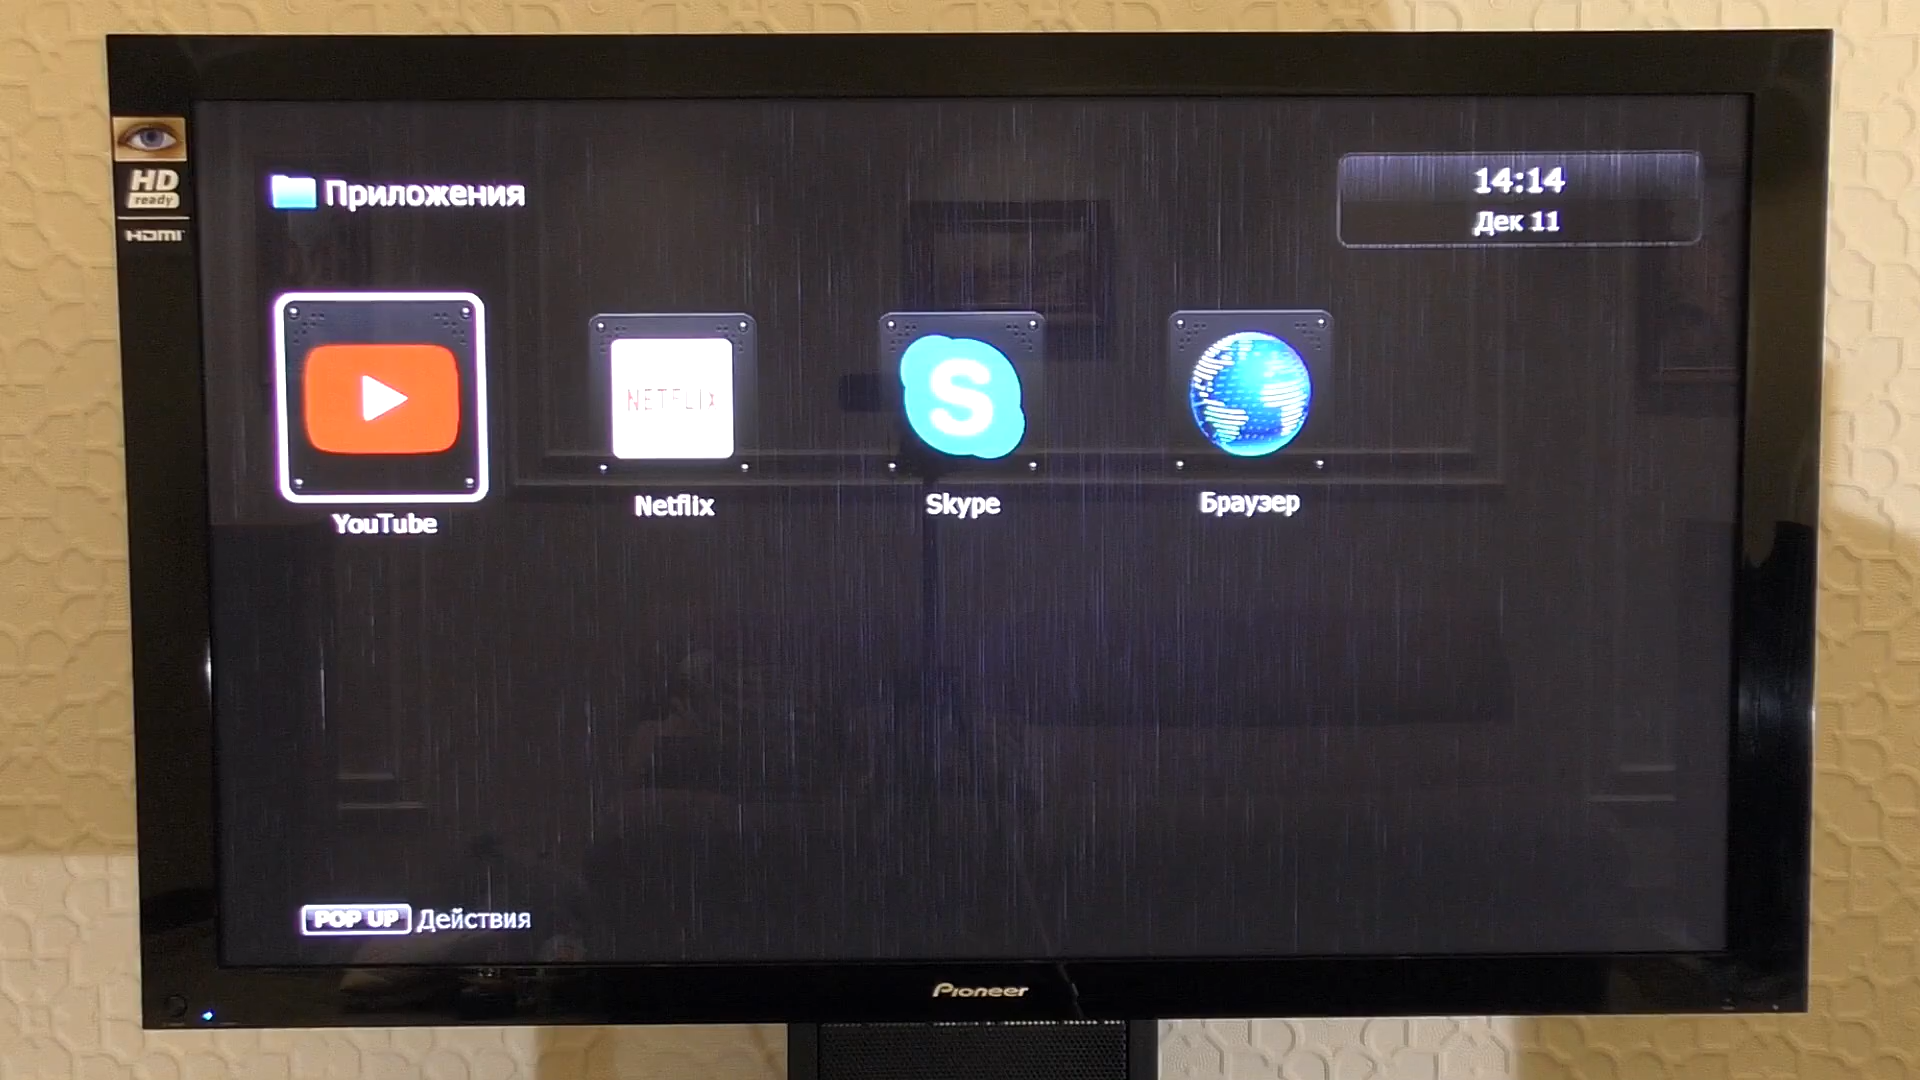 HD
ready
HDMI
Приложения
14:14
Дек 11
NETFLIX
YouTube
Netflix
Skype
Браузер
POP UP Действия
Pioneer